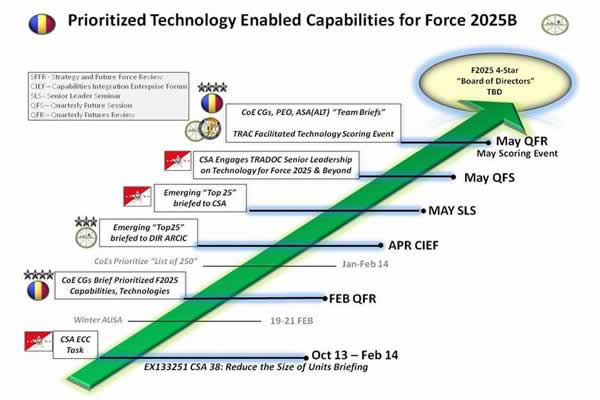 Prioritized Technology Enabled Capabilities for Force 2025B
SFFR - Strategy and Future Force Review
CIEF – Capabilities Integration Enterprise Forum
SLS – Senior Leader Seminar
QFS – Quarterly Future Session
QFR – Quarterly Futures Review
F2025 4-Star
“Board of Directors”
TBD
CoE CGs, PEO, ASA(ALT) “Team Briefs”
TRAC Facilitated Technology Scoring Event
May QFR
May Scoring Event
CSA Engages TRADOC Senior Leadership
on Technology for Force 2025 & Beyond
May QFS
Emerging “Top 25”
briefed to CSA
MAY SLS
Emerging “Top25”
briefed to DIR ARCIC
APR CIEF
CoEs Prioritize “List of 250”
Jan-Feb 14
CoE CGs Brief Prioritized F2025
Capabilities, Technologies
FEB QFR
Winter AUSA
19-21 FEB
CSA ECC
Task
Oct 13 – Feb 14
EX133251 CSA 38: Reduce the Size of Units Briefing